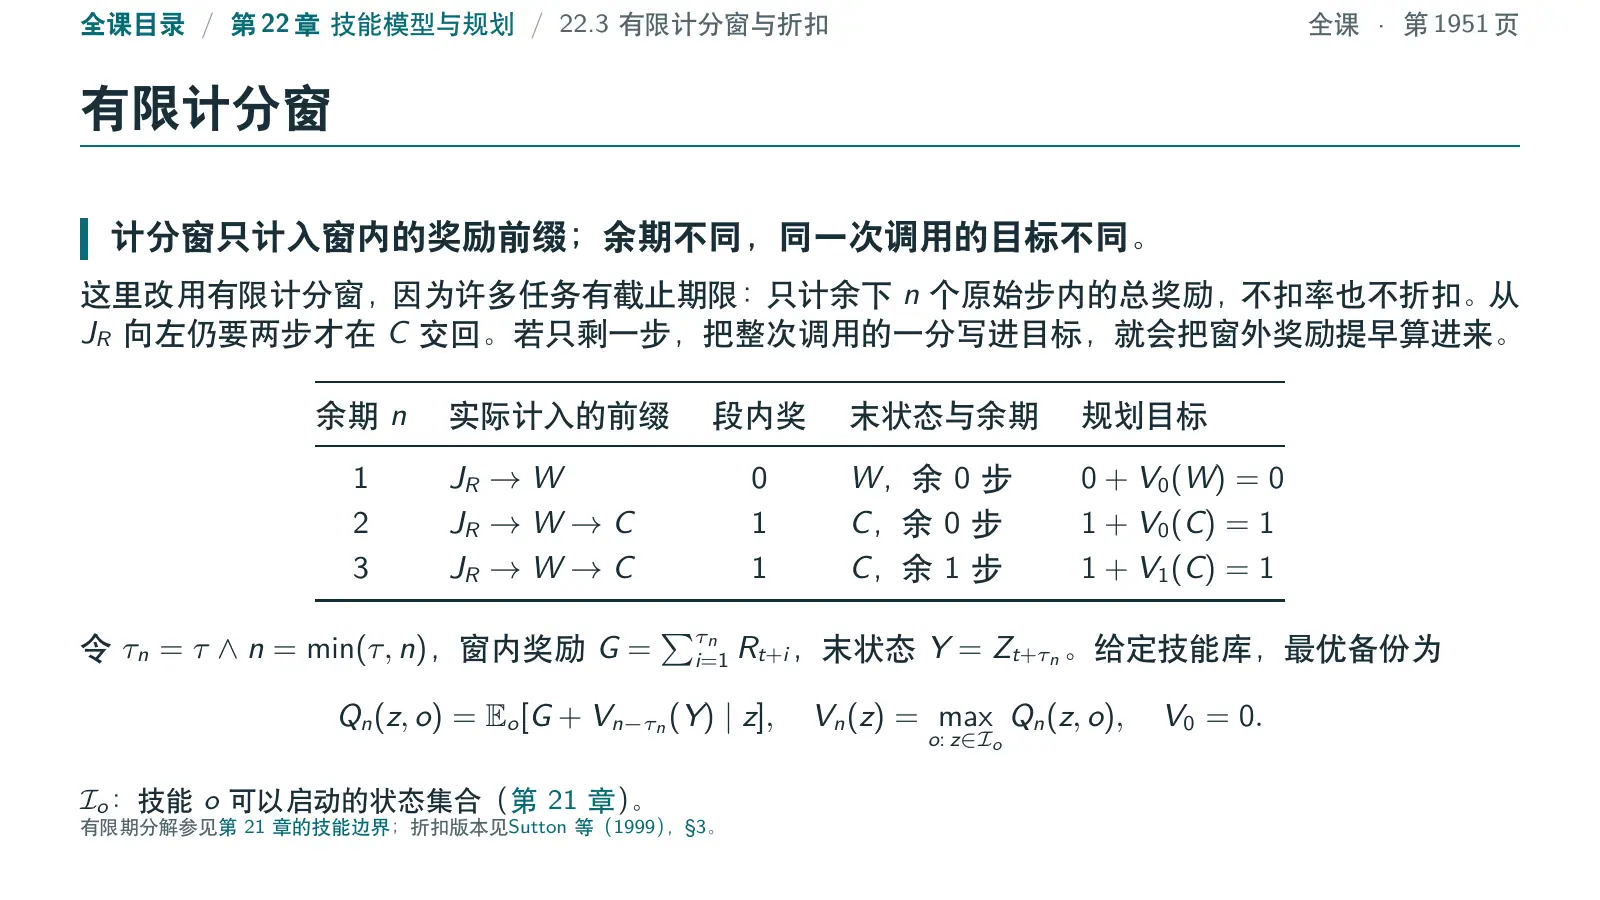 全课目录 / 第 22 章 技能模型与规划 / 22.3 有限计分窗与折扣
全课 · 第 1951 页
有限计分窗
计分窗只计入窗内的奖励前缀；余期不同，同一次调用的目标不同。
这里改用有限计分窗，因为许多任务有截止期限：只计余下 n 个原始步内的总奖励，不扣率也不折扣。从
J_R 向左仍要两步才在 C 交回。若只剩一步，把整次调用的一分写进目标，就会把窗外奖励提早算进来。
余期 n 实际计入的前缀 段内奖 末状态与余期 规划目标
1 J_R → W 0 W，余 0 步 0 + V_0(W) = 0
2 J_R → W → C 1 C，余 0 步 1 + V_0(C) = 1
3 J_R → W → C 1 C，余 1 步 1 + V_1(C) = 1
令 τ_n = τ ∧ n = min(τ, n)，窗内奖励 G = ∑_{i=1}^{τ_n} R_{t+i}，末状态 Y = Z_{t+τ_n}。给定技能库，最优备份为
Q_n(z, o) = 𝔼_o[G + V_{n−τ_n}(Y) | z], V_n(z) = max_{o: z∈ℐ_o} Q_n(z, o), V_0 = 0.
ℐ_o：技能 o 可以启动的状态集合（第 21 章）。
有限期分解参见第 21 章的技能边界；折扣版本见Sutton 等（1999），§3。